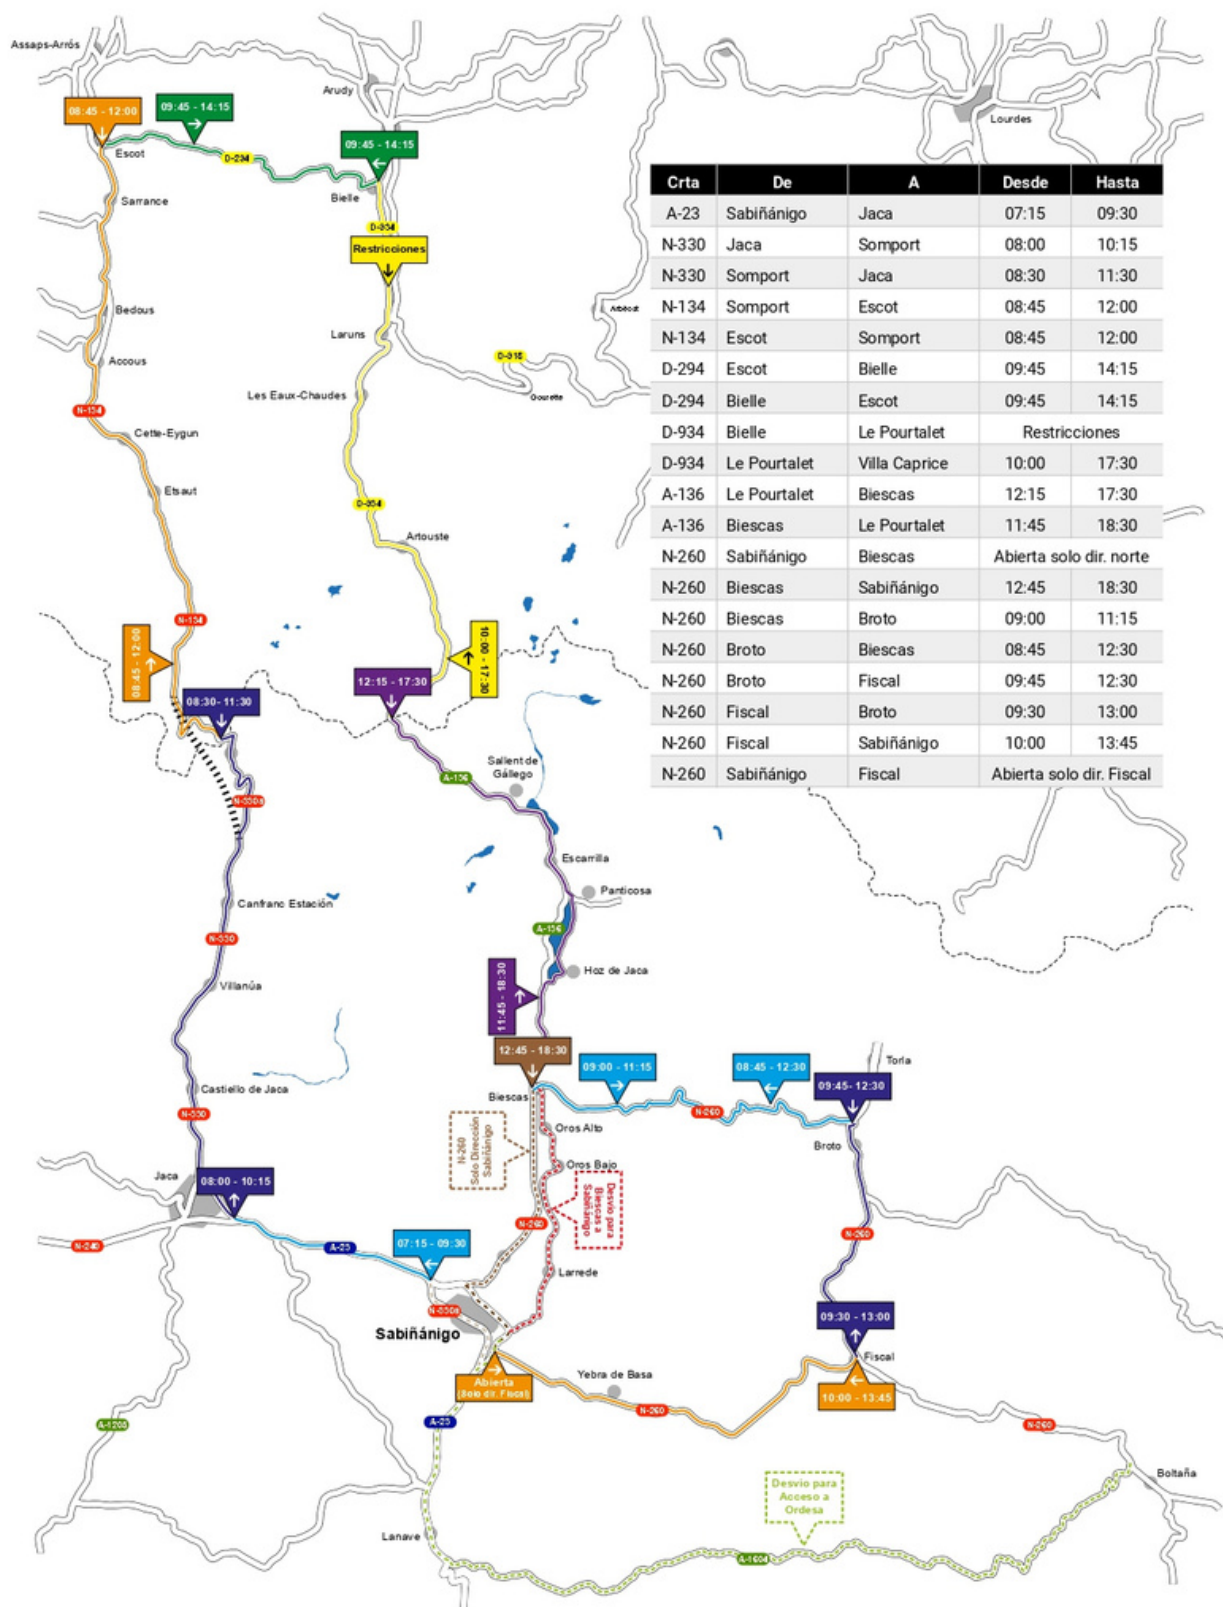 Assaps-Arrós
Arudy
Lourdes
08:45 - 12:00
09:45 - 14:15
09:45 - 14:15
Escot
D-294
Bielle
Sarrance
D-934
Restricciones
Bedous
Laruns
Accous
D-918
Gourette
Les Eaux-Chaudes
N-134
Cette-Eygun
Etsaut
D-934
Artouste
Crta De A Desde Hasta
A-23 Sabiñánigo Jaca 07:15 09:30
N-330 Jaca Somport 08:00 10:15
N-330 Somport Jaca 08:30 11:30
N-134 Somport Escot 08:45 12:00
N-134 Escot Somport 08:45 12:00
D-294 Escot Bielle 09:45 14:15
D-294 Bielle Escot 09:45 14:15
D-934 Bielle Le Pourtalet Restricciones
D-934 Le Pourtalet Villa Caprice 10:00 17:30
A-136 Le Pourtalet Biescas 12:15 17:30
A-136 Biescas Le Pourtalet 11:45 18:30
N-260 Sabiñánigo Biescas Abierta solo dir. norte
N-260 Biescas Sabiñánigo 12:45 18:30
N-260 Biescas Broto 09:00 11:15
N-260 Broto Biescas 08:45 12:30
N-260 Broto Fiscal 09:45 12:30
N-260 Fiscal Broto 09:30 13:00
N-260 Fiscal Sabiñánigo 10:00 13:45
N-260 Sabiñánigo Fiscal Abierta solo dir. Fiscal
N-134
08:45 - 12:00
10:00 - 17:30
12:15 - 17:30
08:30- 11:30
Sallent de
Gállego
A-136
N-330a
Escarrilla
Panticosa
Canfranc Estación
A-136
N-330
Hoz de Jaca
Villanúa
11:45 - 18:30
12:45 - 18:30
09:00 - 11:15
08:45 - 12:30
Torla
09:45- 12:30
Castiello de Jaca
Biescas
N-330
N-260
N-260
Solo Dirección
Sabiñánigo
Oros Alto
Broto
Oros Bajo
Jaca
08:00 - 10:15
Desvio para
Biescas a
Sabiñánigo
N-260
N-260
N-240
A-23
07:15 - 09:30
Larrede
N-330a
Sabiñánigo
09:30 - 13:00
Fiscal
Abierta
(Solo dir. Fiscal)
Yebra de Basa
N-260
10:00 - 13:45
A-1205
A-23
N-260
Boltaña
Desvio para
Acceso a
Ordesa
Lanave
A-1604